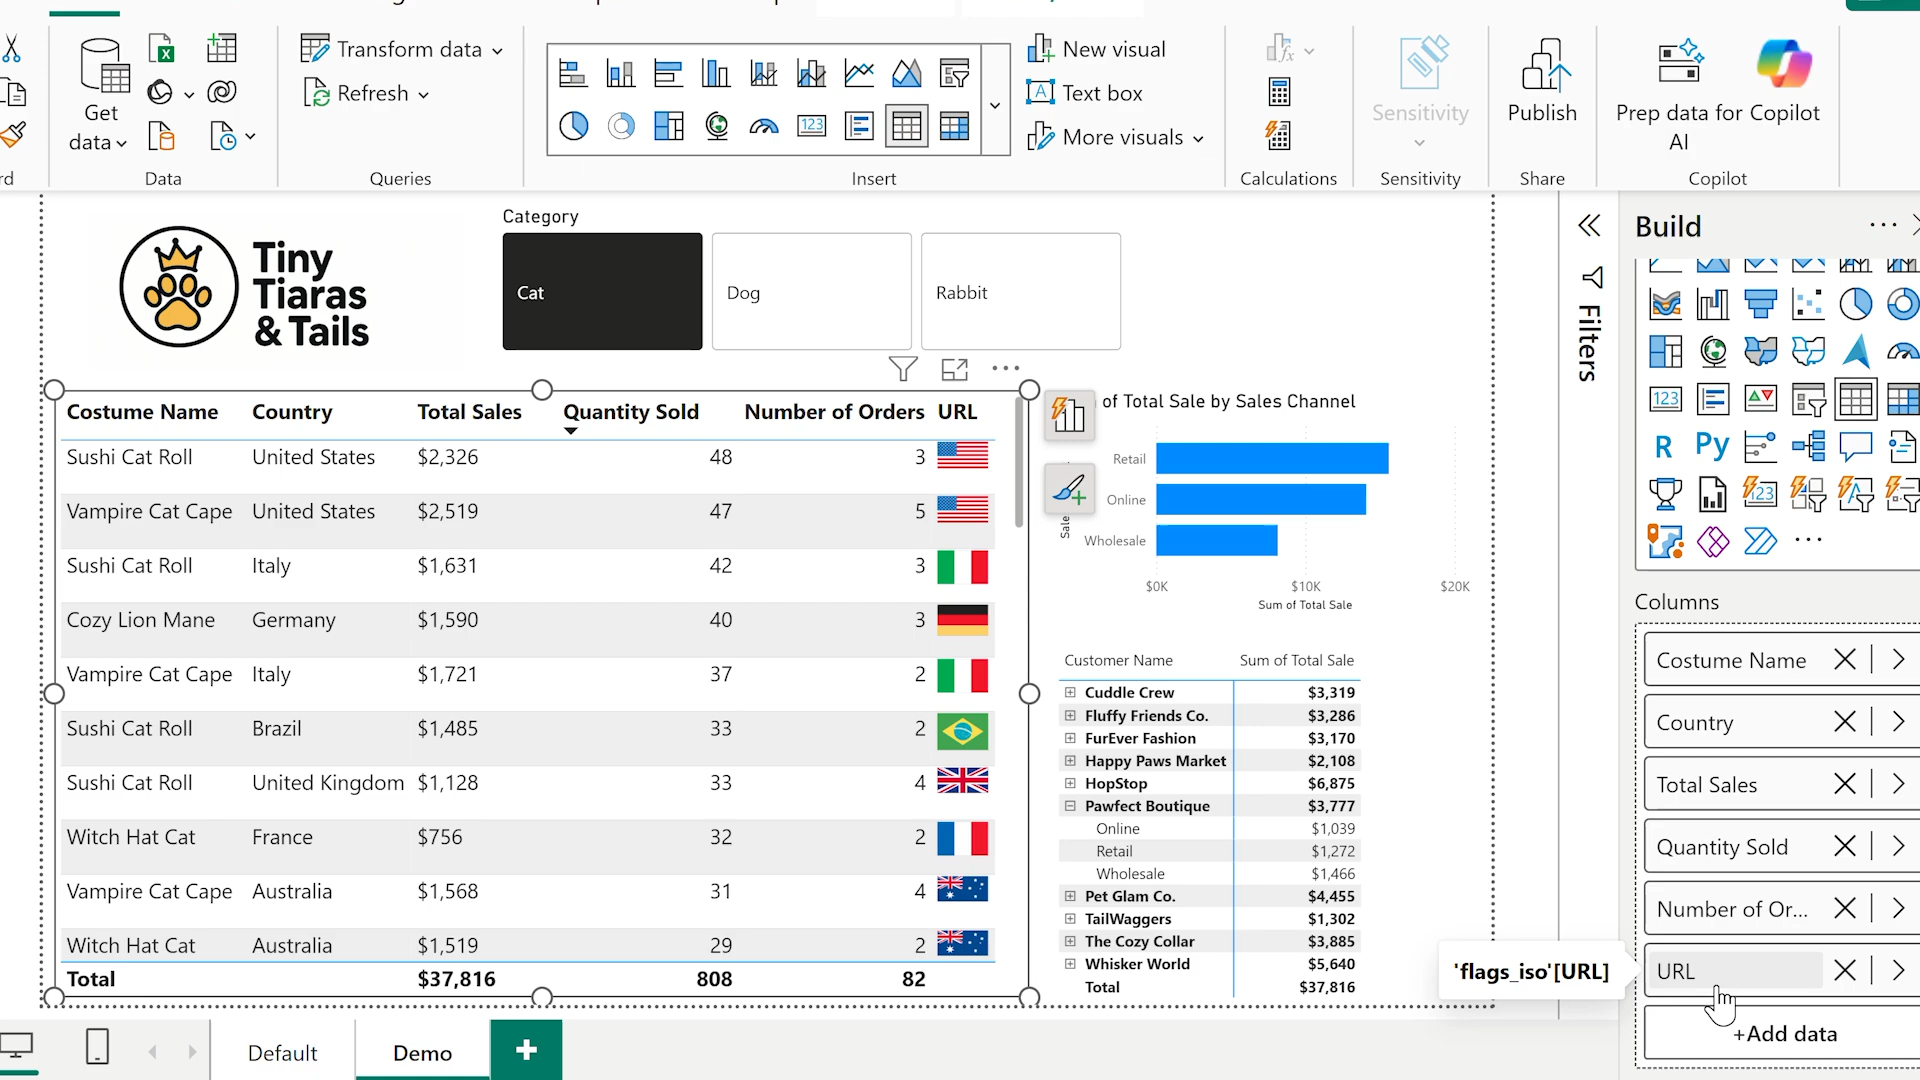 Get
data
Data
Transform data
Refresh
Queries
123
New visual
A Text box
More visuals
Insert
fx
Calculations
Sensitivity
Sensitivity
Publish
Share
Prep data for
AI
Copilot
Copilot
rd
Tiny
Tiaras
& Tails
Category
Cat
Dog
Rabbit
Costume Name Country Total Sales Quantity Sold Number of Orders URL
Sushi Cat Roll United States $2,326 48 3
Vampire Cat Cape United States $2,519 47 5
Sushi Cat Roll Italy $1,631 42 3
Cozy Lion Mane Germany $1,590 40 3
Vampire Cat Cape Italy $1,721 37 2
Sushi Cat Roll Brazil $1,485 33 2
Sushi Cat Roll United Kingdom $1,128 33 4
Witch Hat Cat France $756 32 2
Vampire Cat Cape Australia $1,568 31 4
Witch Hat Cat Australia $1,519 29 2
Total $37,816 808 82
of Total Sale by Sales Channel
Sale
Retail
Online
Wholesale
$0K $10K $20K
Sum of Total Sale
Customer Name Sum of Total Sale
Cuddle Crew $3,319
Fluffy Friends Co. $3,286
FurEver Fashion $3,170
Happy Paws Market $2,108
HopStop $6,875
Pawfect Boutique $3,777
Online $1,039
Retail $1,272
Wholesale $1,466
Pet Glam Co. $4,455
TailWaggers $1,302
The Cozy Collar $3,885
Whisker World $5,640
Total $37,816
Filters
Build
123
R Py
123
Columns
Costume Name
Country
Total Sales
Quantity Sold
Number of Or...
URL
+Add data
'flags_iso'[URL]
Default
Demo